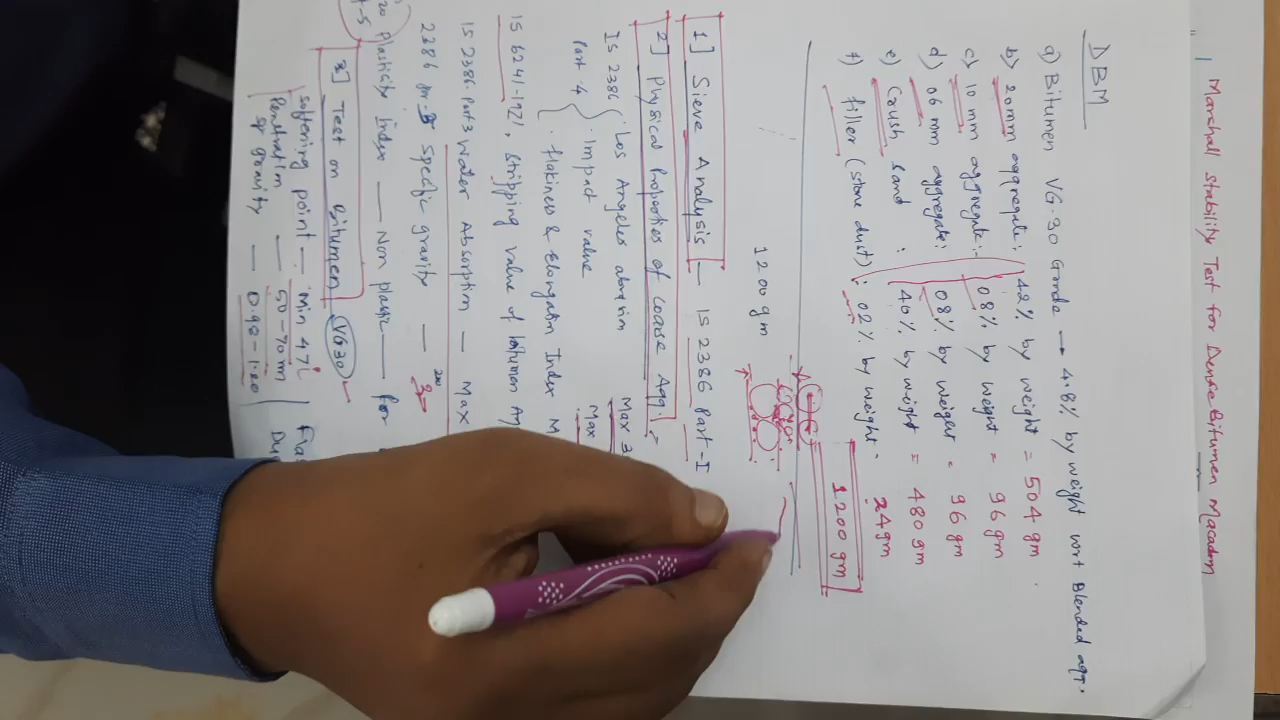 Marchall Stability Test for Dense Bitumen Macadam
DBM
a) Bitumen VG-30 Grade → 4.8% by weight wrt Blended agg.
b) 20mm aggregate : 42% by weight = 504 gm
c) 10 mm aggregate : 08% by weight = 96 gm
d) 06 mm aggregate : 08% by weight = 96 gm
e) Crush sand : 40% by weight = 480 gm
f) filler (stone dust) : 02% by weight = 24 gm
1200 gm
1200 gm
1] Sieve Analysis — IS 2386 Part-I
2] Physical Properties of Coarse Agg. =
IS 2386 Part-4
Los Angeles abrasion Max 3
Impact value Max
flakiness & Elongation Index M
IS 6241-1971, Stripping value of bitumen Ag
IS 2386-Part 3 Water Absorption — Max
2386 Specific gravity —
Plasticity Index — Non plastic — for
3] Test on Bitumen VG30
Softening point — Min 47
Penetration — 50-70 mm
Sp gravity — 0.98-1.00